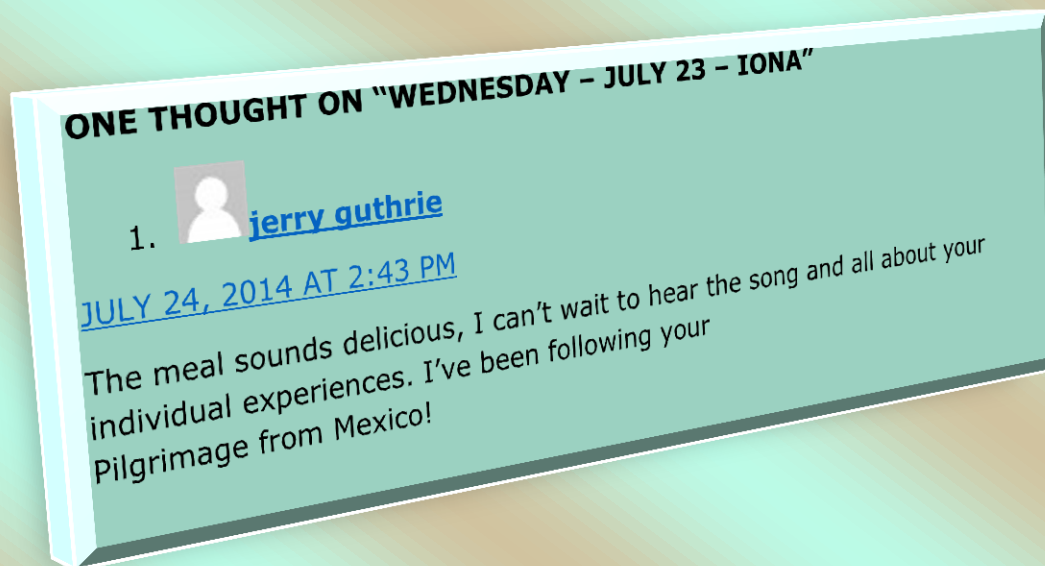 ONE THOUGHT ON “WEDNESDAY – JULY 23 – IONA”
1. jerry guthrie
JULY 24, 2014 AT 2:43 PM
The meal sounds delicious, I can’t wait to hear the song and all about your
individual experiences. I’ve been following your
Pilgrimage from Mexico!